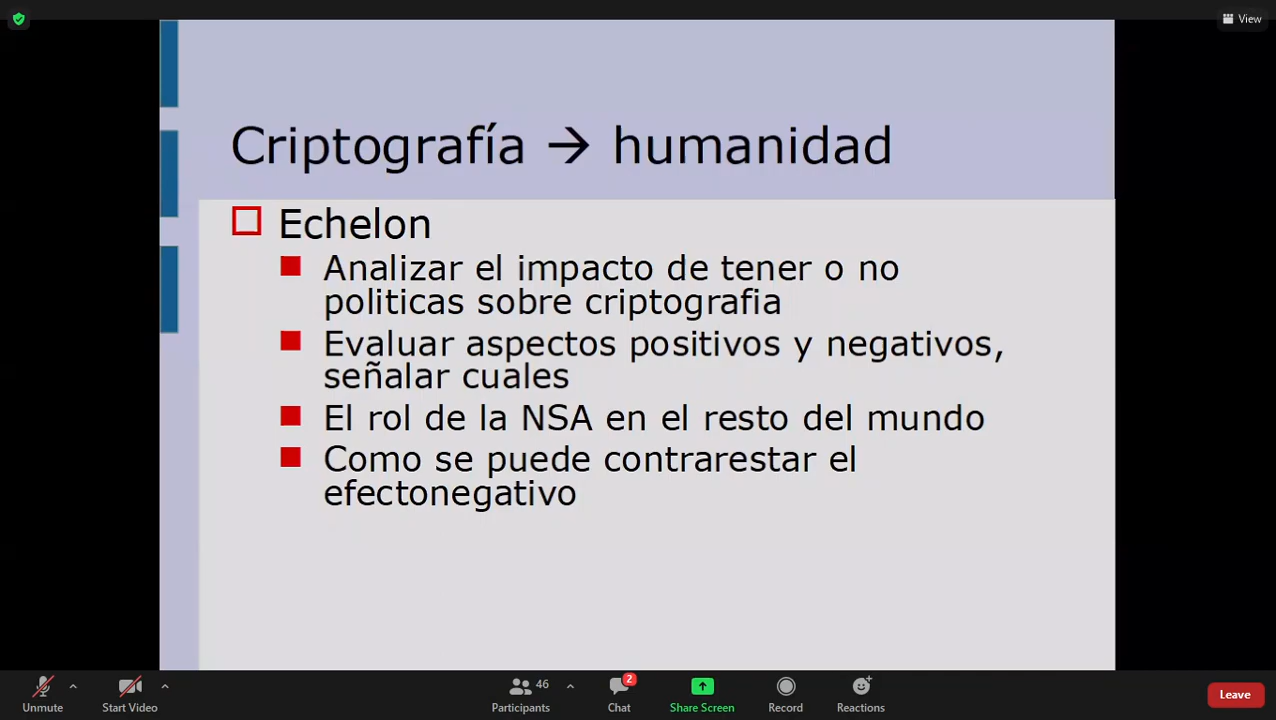 View
Criptografía → humanidad
Echelon
Analizar el impacto de tener o no
politicas sobre criptografia
Evaluar aspectos positivos y negativos,
señalar cuales
El rol de la NSA en el resto del mundo
Como se puede contrarestar el
efectonegativo
46
2
Unmute
Start Video
Participants
Chat
Share Screen
Record
Reactions
Leave